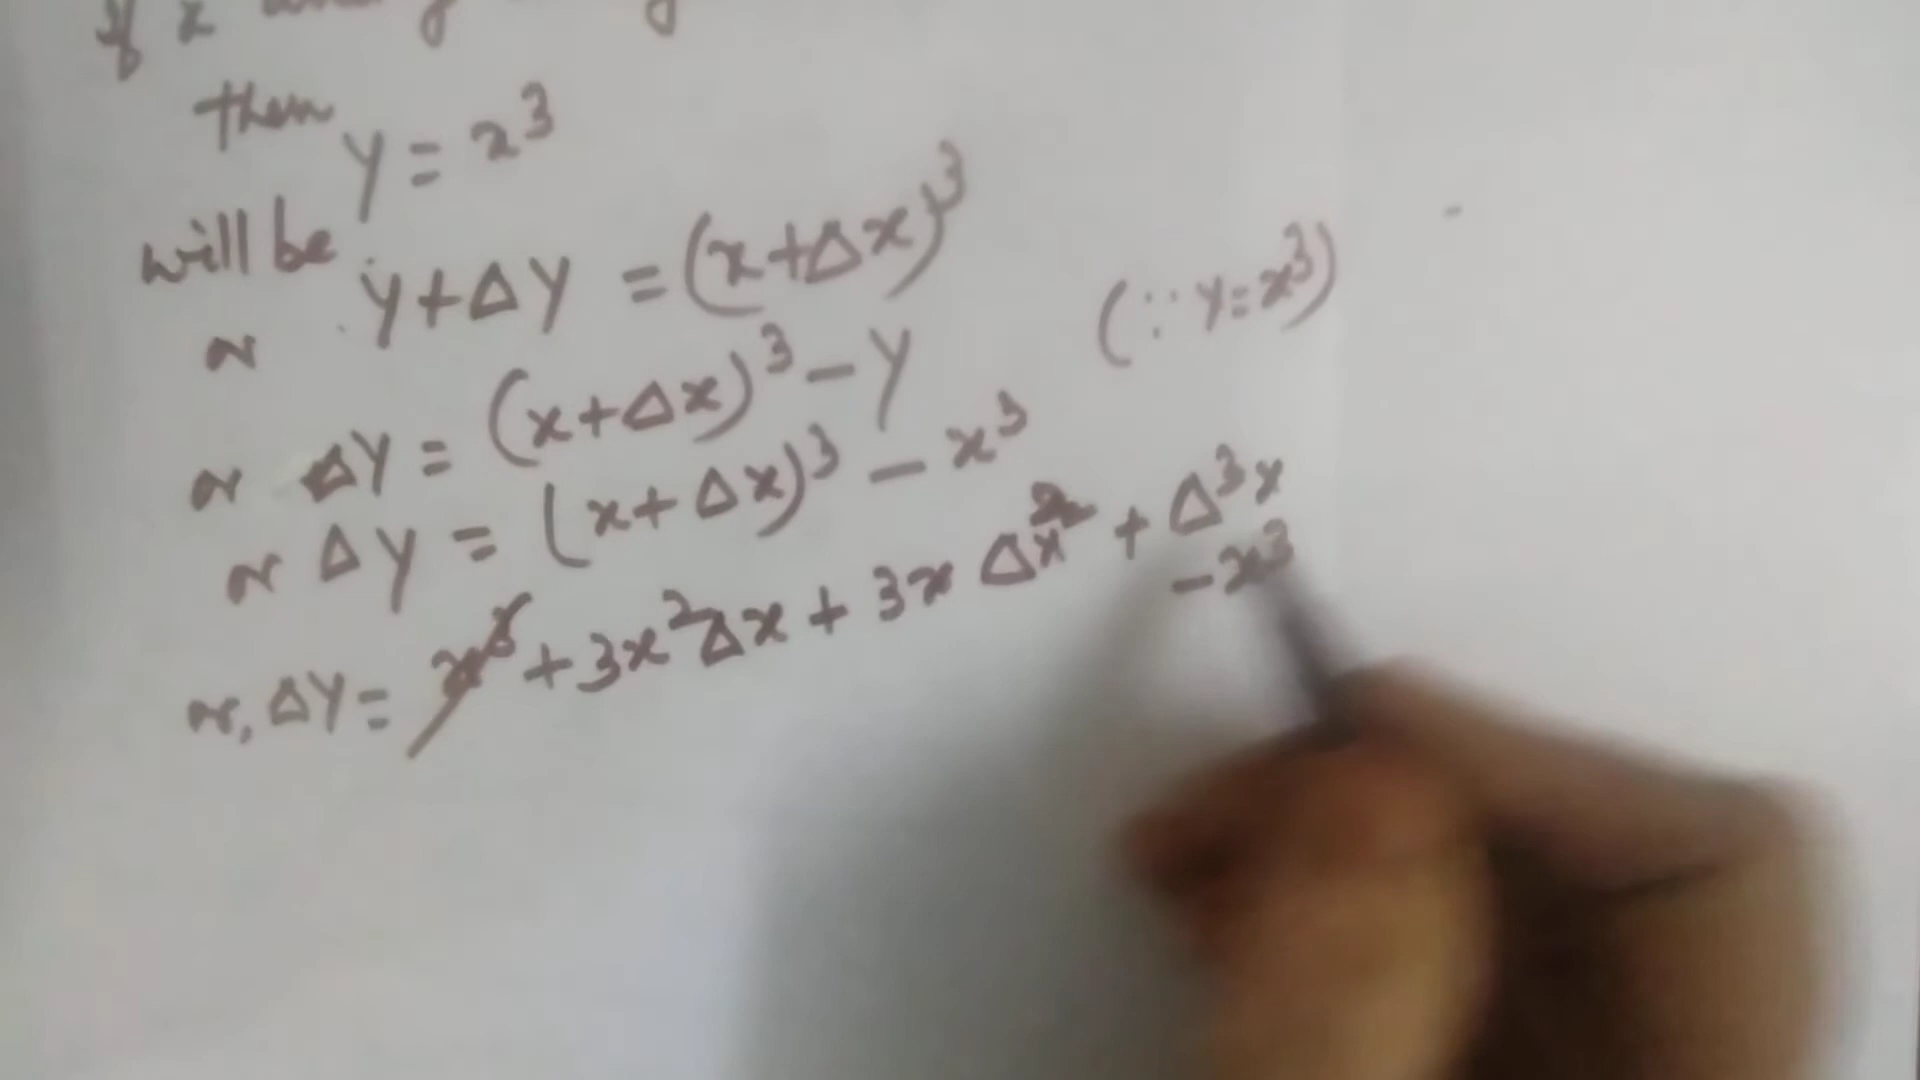 If x
then y = x³
will be y+Δy = (x+Δx)³
or Δy = (x+Δx)³ − y (∵ y=x³)
or Δy = (x+Δx)³ − x³
or, Δy = x³ + 3x²Δx + 3x Δx² + Δ³x
− x³